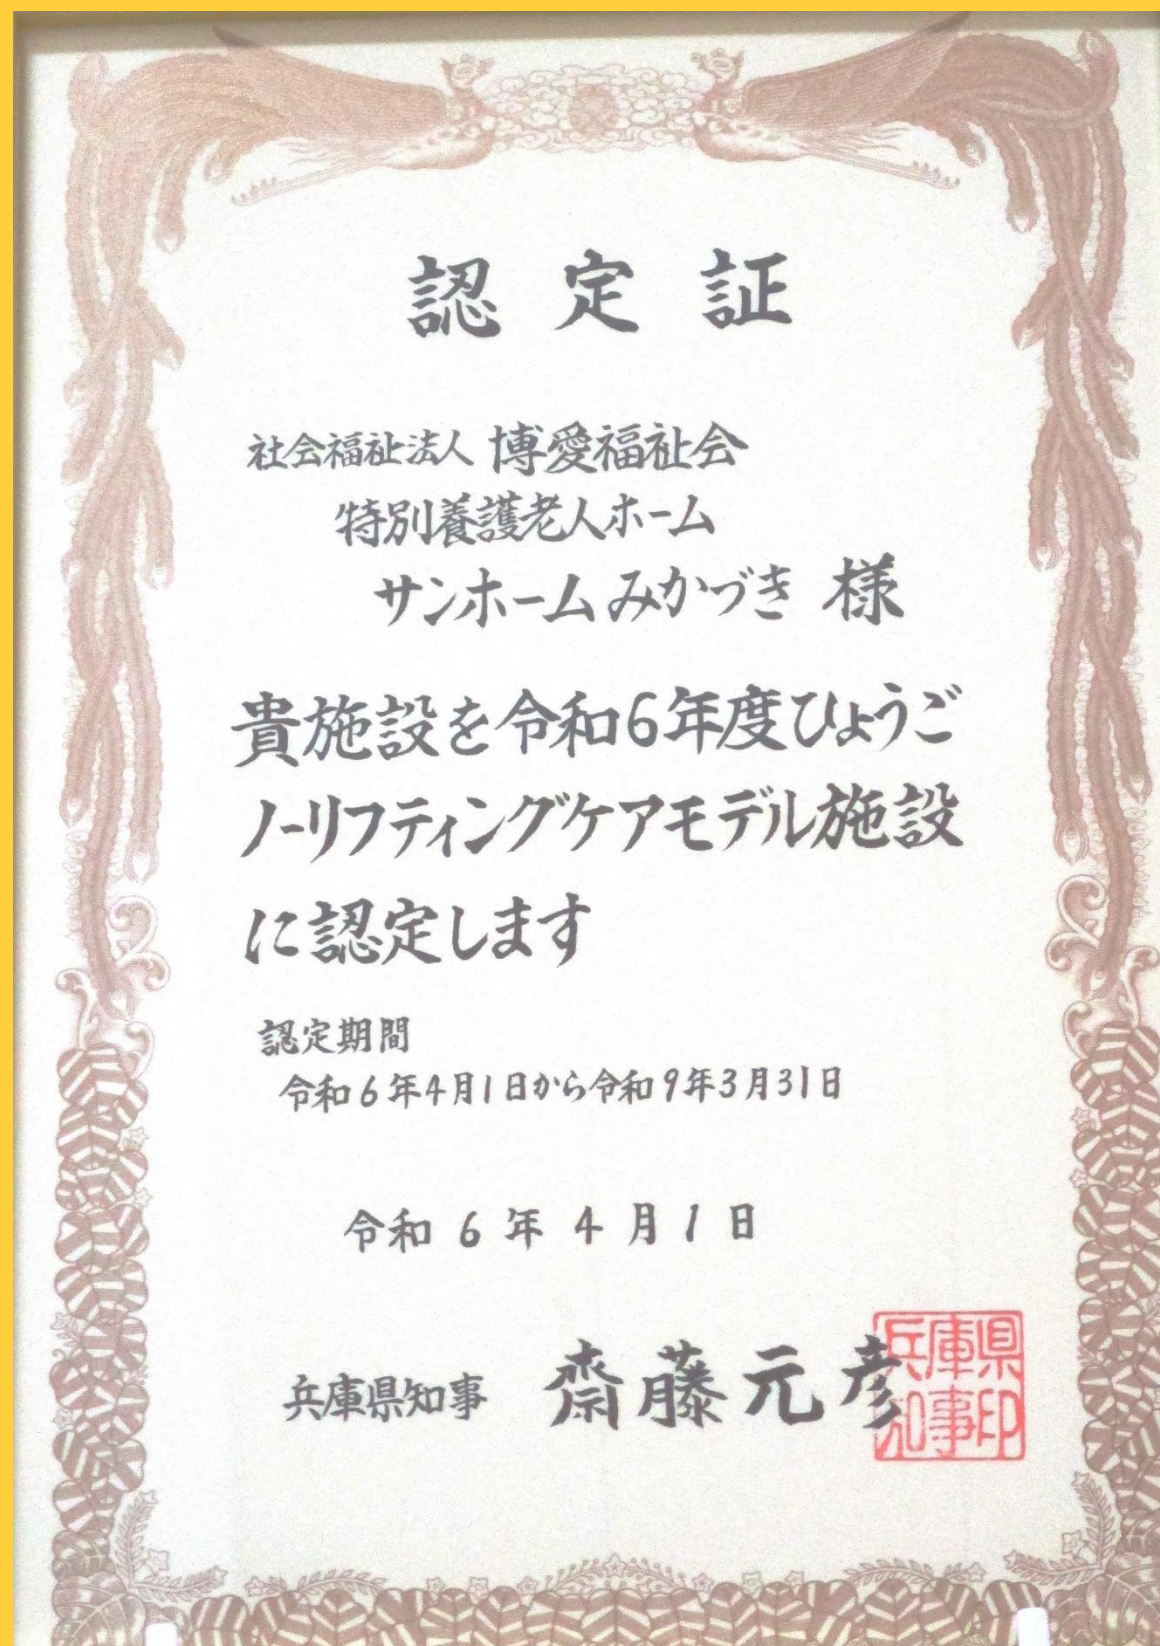 認定証
社会福祉法人 博愛福祉会
特別養護老人ホーム
サンホームみかづき 様
貴施設を令和6年度ひょうご
ノーリフティングケアモデル施設
に認定します
認定期間
令和6年4月1日から令和9年3月31日
令和6年4月1日
兵庫県知事 齋藤元彦
兵庫県
知事印